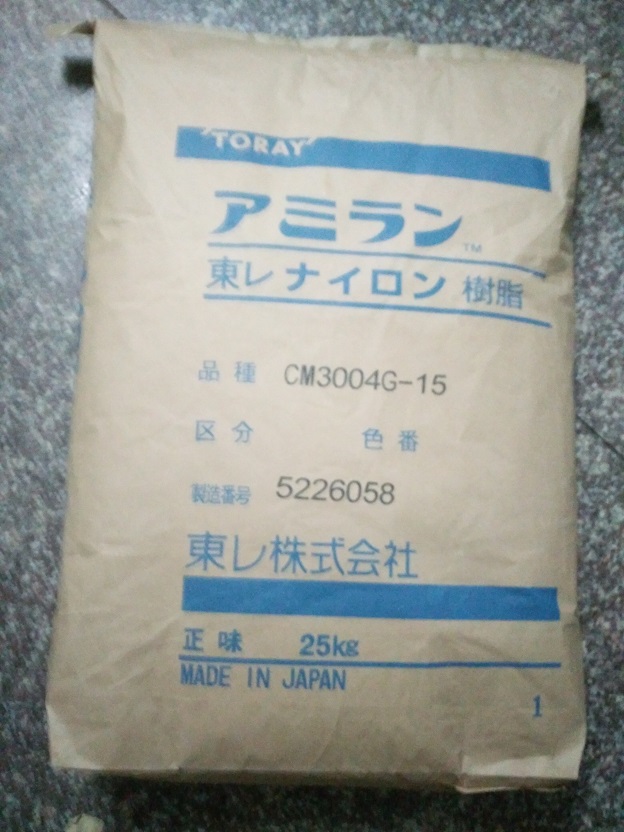 TORAY
アミラン™
東レナイロン樹脂
品種 CM3004G-15
区分 色番
製造番号 5226058
東レ株式会社
正味 25kg
MADE IN JAPAN
1